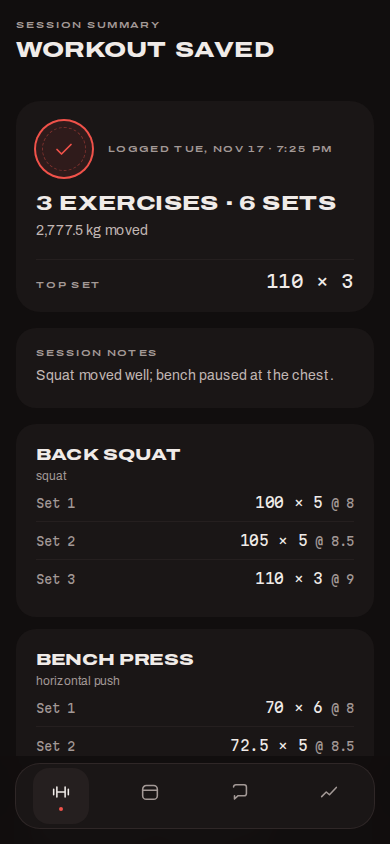 SESSION SUMMARY
WORKOUT SAVED
LOGGED TUE, NOV 17 · 7:25 PM
3 EXERCISES · 6 SETS
2,777.5 kg moved
TOP SET 110 × 3
SESSION NOTES
Squat moved well; bench paused at the chest.
BACK SQUAT
squat
Set 1 100 × 5 @ 8
Set 2 105 × 5 @ 8.5
Set 3 110 × 3 @ 9
BENCH PRESS
horizontal push
Set 1 70 × 6 @ 8
Set 2 72.5 × 5 @ 8.5